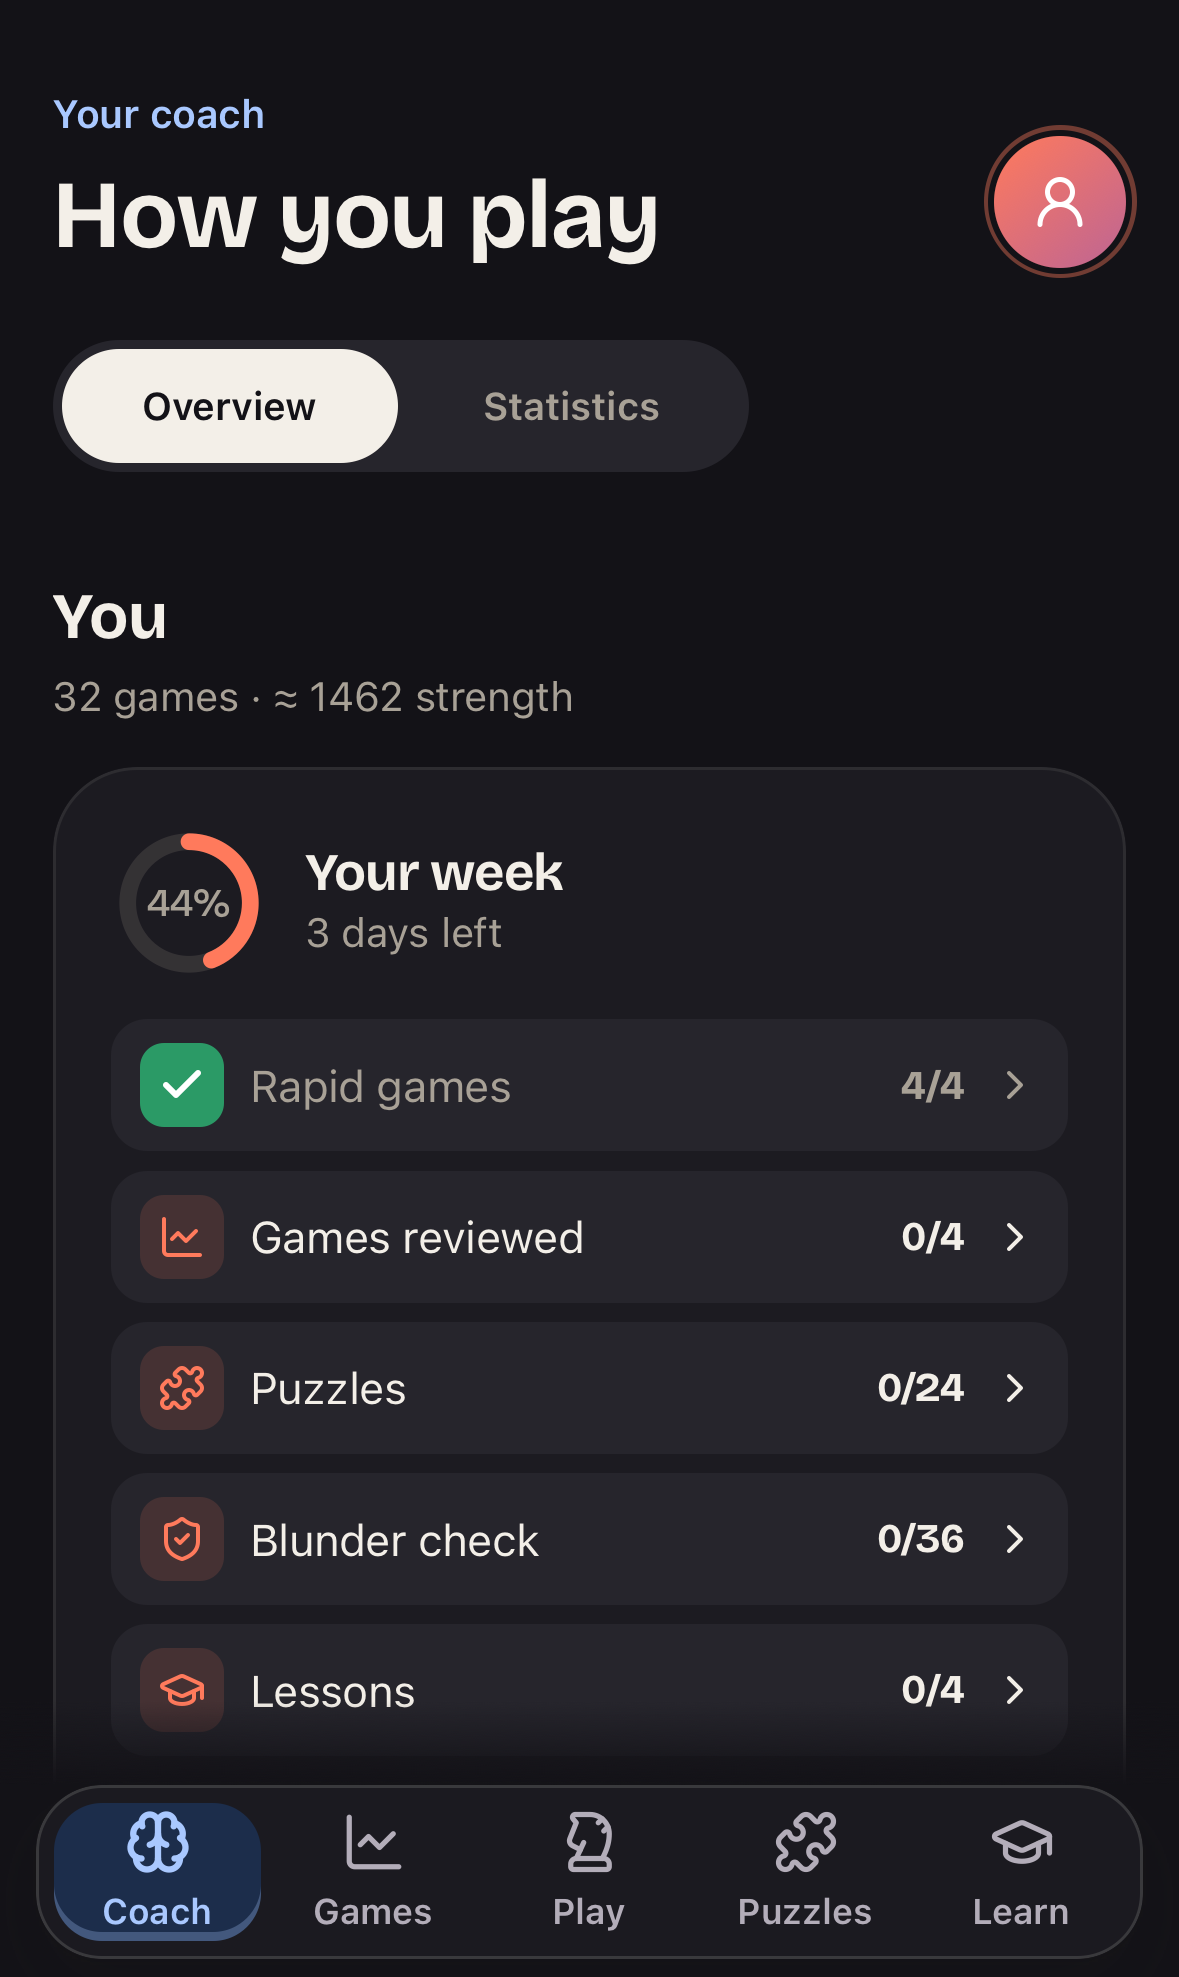 Your coach
How you play
Overview
Statistics
You
32 games · ≈ 1462 strength
44%
Your week
3 days left
Rapid games 4/4
Games reviewed 0/4
Puzzles 0/24
Blunder check 0/36
Lessons 0/4
Coach
Games
Play
Puzzles
Learn